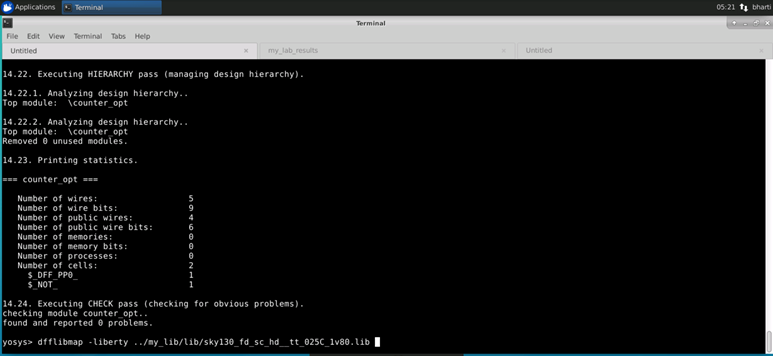 Applications
Terminal
05:21
bharti
Terminal
File Edit View Terminal Tabs Help
Untitled
my_lab_results
Untitled
14.22. Executing HIERARCHY pass (managing design hierarchy).
14.22.1. Analyzing design hierarchy..
Top module:  \counter_opt
14.22.2. Analyzing design hierarchy..
Top module:  \counter_opt
Removed 0 unused modules.
14.23. Printing statistics.
=== counter_opt ===
Number of wires: 5
Number of wire bits: 9
Number of public wires: 4
Number of public wire bits: 6
Number of memories: 0
Number of memory bits: 0
Number of processes: 0
Number of cells: 2
$_DFF_PP0_ 1
$_NOT_ 1
14.24. Executing CHECK pass (checking for obvious problems).
checking module counter_opt..
found and reported 0 problems.
yosys> dfflibmap -liberty ../my_lib/lib/sky130_fd_sc_hd__tt_025C_1v80.lib